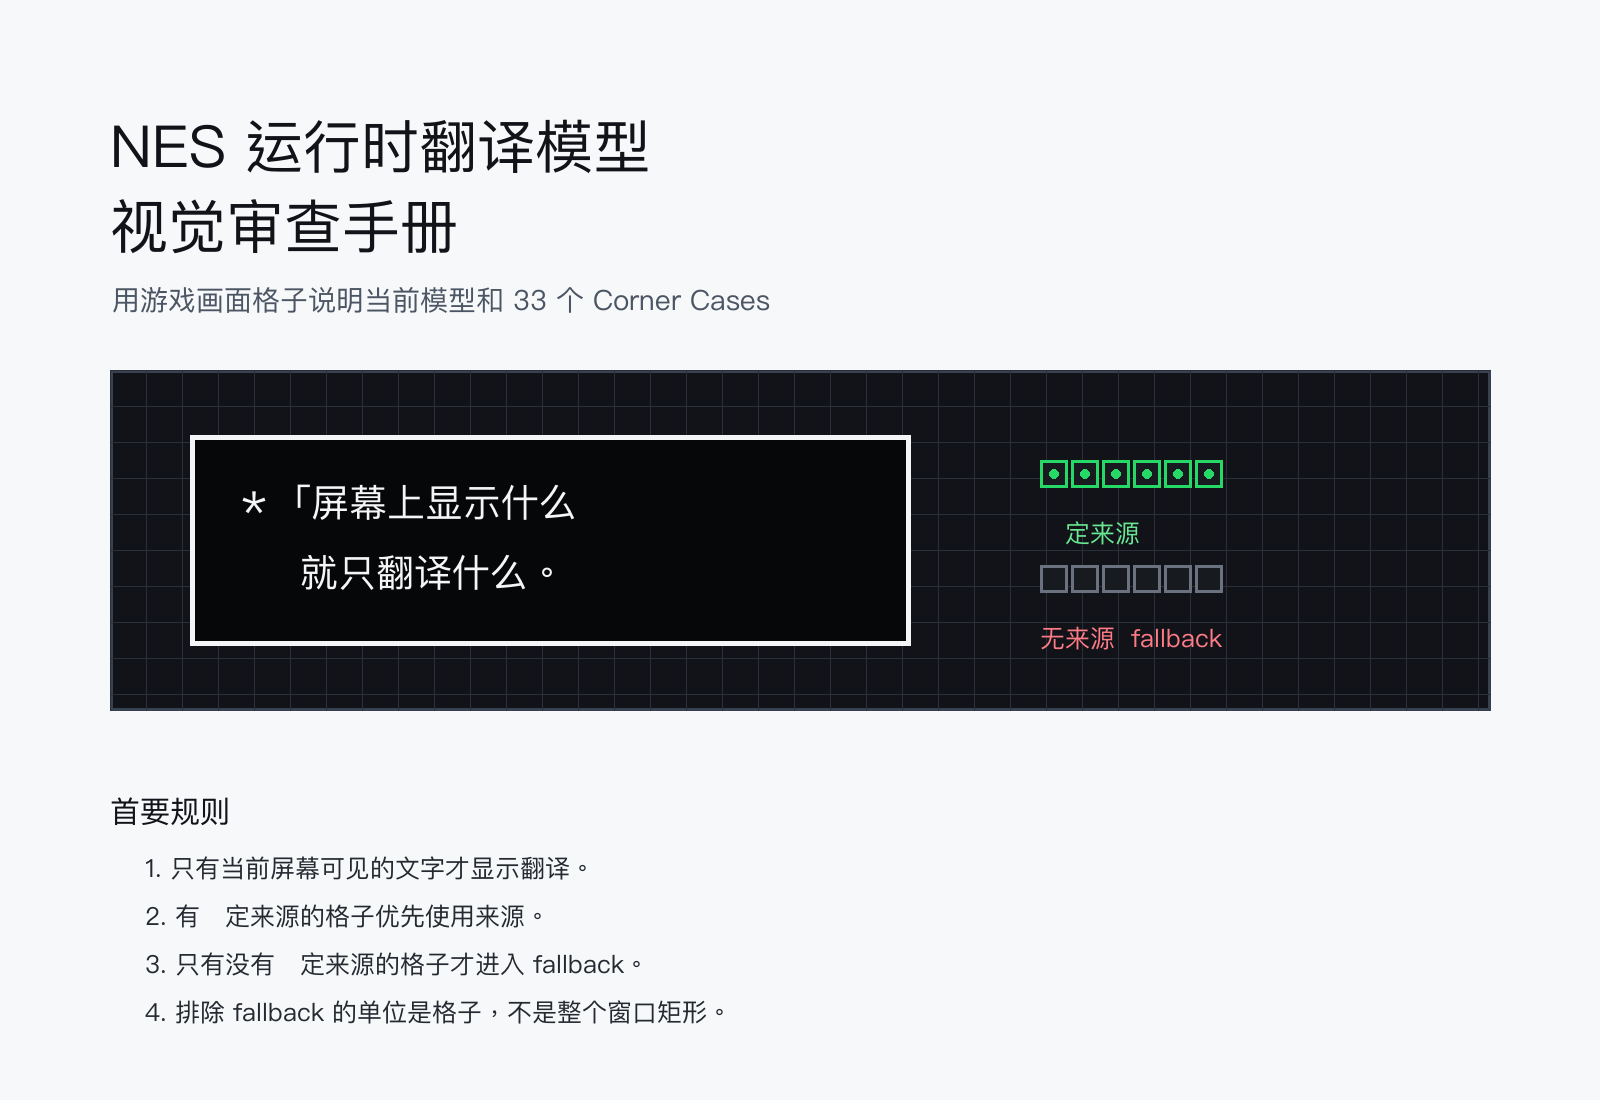 NES 运行时翻译模型
视觉审查手册
用游戏画面格子说明当前模型和 33 个 Corner Cases
*「屏幕上显示什么
就只翻译什么。
定来源
无来源 fallback
首要规则
1. 只有当前屏幕可见的文字才显示翻译。
2. 有　定来源的格子优先使用来源。
3. 只有没有　定来源的格子才进入 fallback。
4. 排除 fallback 的单位是格子，不是整个窗口矩形。